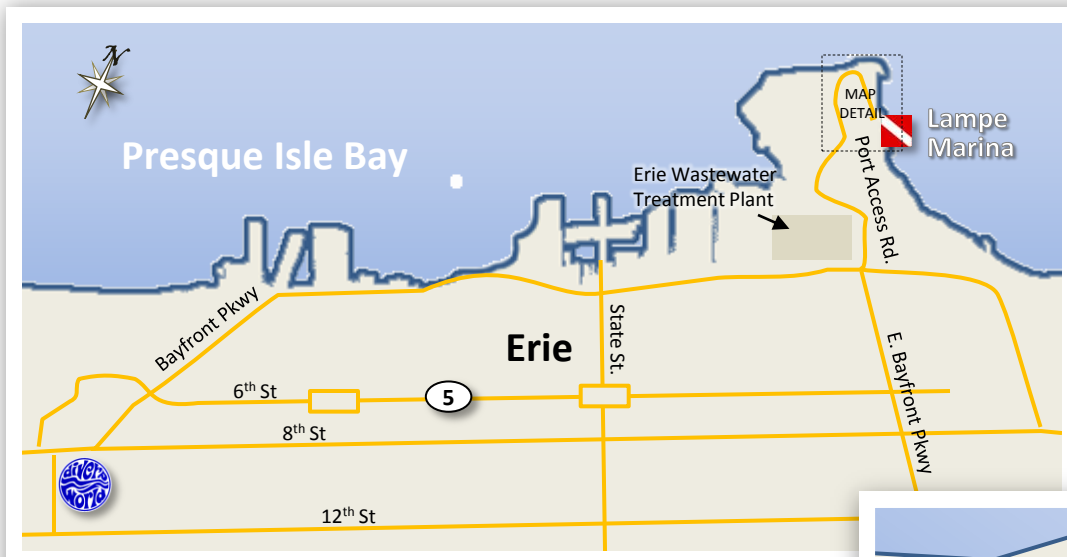 N
MAP
DETAIL
Lampe
Marina
Presque Isle Bay
Erie Wastewater
Treatment Plant
Port Access Rd.
Bayfront Pkwy
State St.
Erie
E. Bayfront Pkwy
6th St
5
8th St
divers
world
12th St